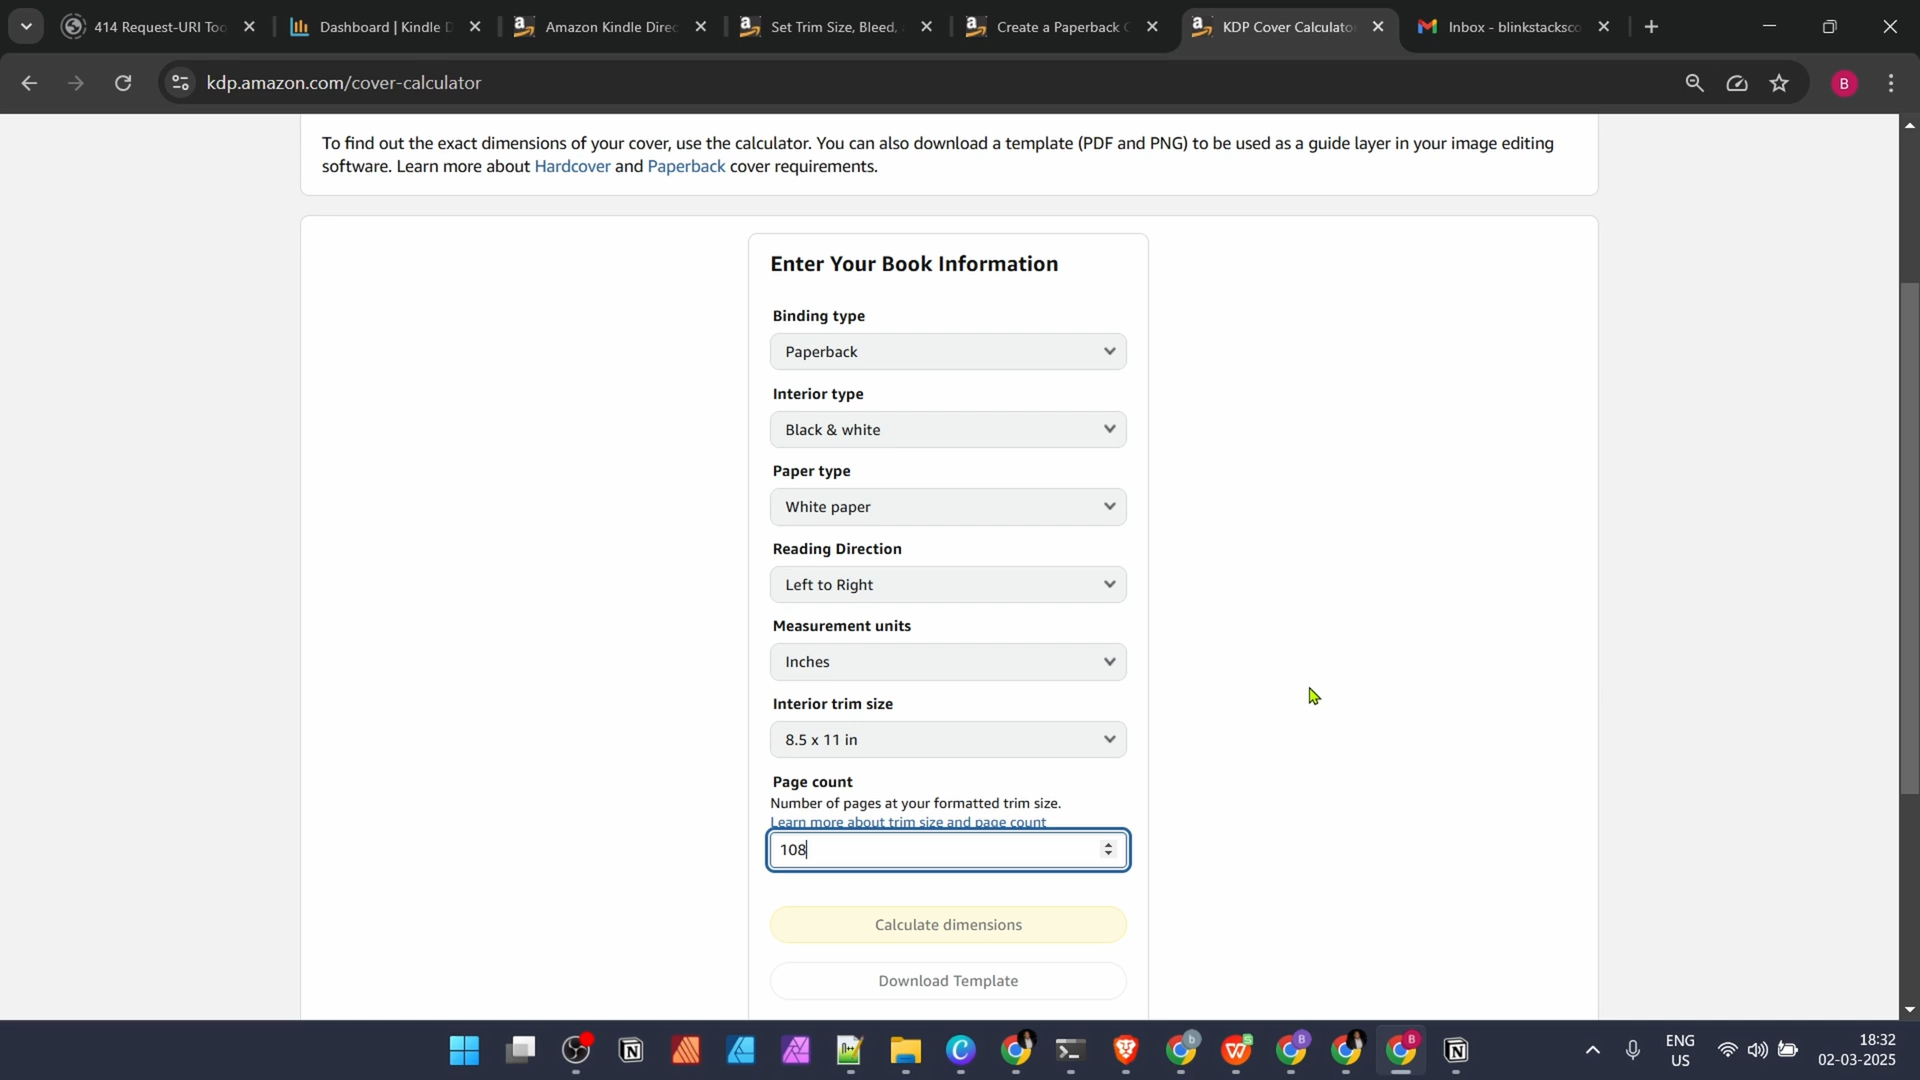 414 Request-URI Too
Dashboard | Kindle D
Amazon Kindle Direc
Set Trim Size, Bleed,
Create a Paperback C
KDP Cover Calculator
Inbox - blinkstacksco
kdp.amazon.com/cover-calculator
B
To find out the exact dimensions of your cover, use the calculator. You can also download a template (PDF and PNG) to be used as a guide layer in your image editing
software. Learn more about Hardcover and Paperback cover requirements.
Enter Your Book Information
Binding type
Paperback
Interior type
Black & white
Paper type
White paper
Reading Direction
Left to Right
Measurement units
Inches
Interior trim size
8.5 x 11 in
Page count
Number of pages at your formatted trim size.
Learn more about trim size and page count
108
Calculate dimensions
Download Template
ENG
US
18:32
02-03-2025